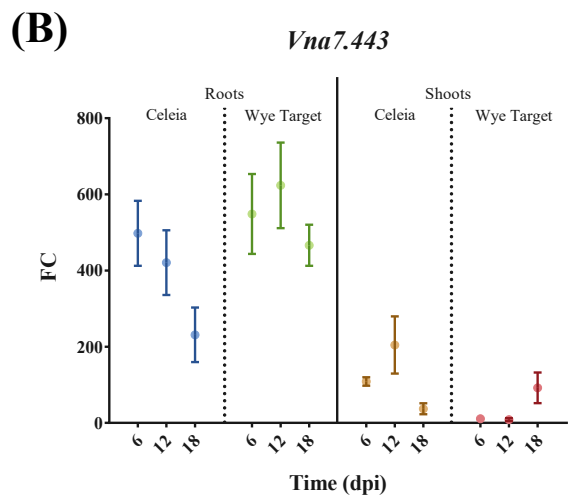 (B)
Vna7.443
Roots
Shoots
Celeia
Wye Target
Celeia
Wye Target
800
600
400
200
0
FC
6 12 18 6 12 18 6 12 18 6 12 18
Time (dpi)